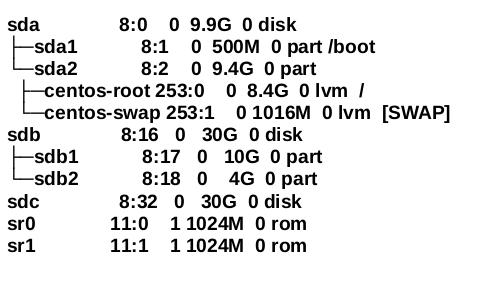 sda 8:0 0 9.9G 0 disk
├─sda1 8:1 0 500M 0 part /boot
└─sda2 8:2 0 9.4G 0 part
├─centos-root 253:0 0 8.4G 0 lvm /
└─centos-swap 253:1 0 1016M 0 lvm [SWAP]
sdb 8:16 0 30G 0 disk
├─sdb1 8:17 0 10G 0 part
└─sdb2 8:18 0 4G 0 part
sdc 8:32 0 30G 0 disk
sr0 11:0 1 1024M 0 rom
sr1 11:1 1 1024M 0 rom